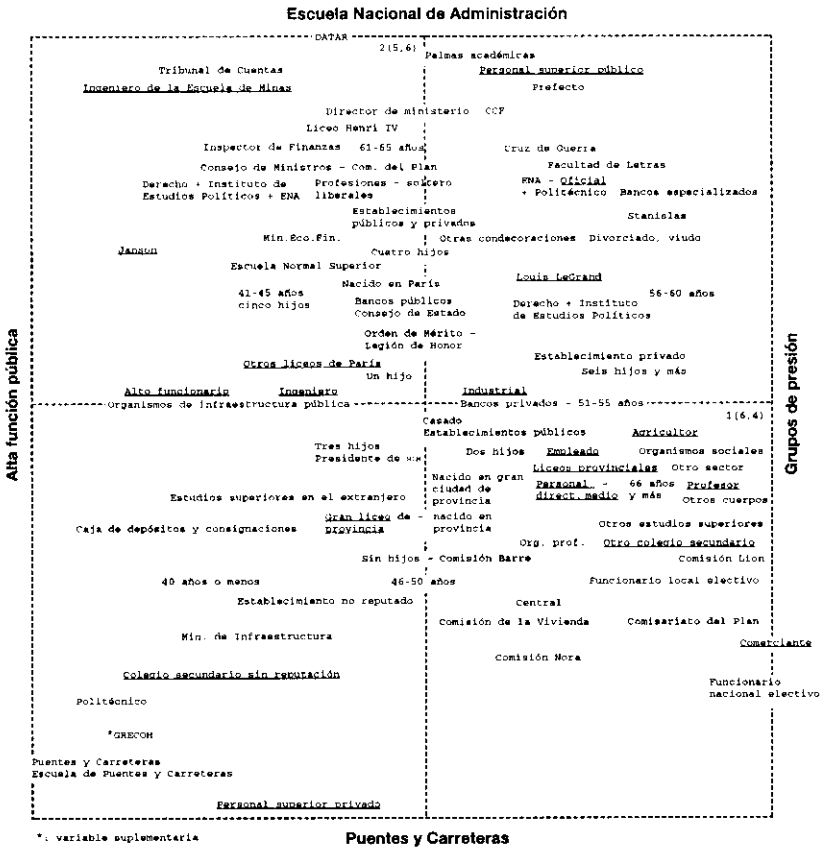 Escuela Nacional de Administración
DATAR
2(5,6)
Palmas académicas
Tribunal de Cuentas
Personal superior público
Ingeniero de la Escuela de Minas
Prefecto
Director de ministerio CCF
Liceo Henri IV
Inspector de Finanzas 61-65 años
Cruz de Guerra
Consejo de Ministros - Com. del Plan
Facultad de Letras
Derecho + Instituto de
Estudios Políticos + ENA
Profesiones - soltero
liberales
ENA - Oficial
+ Politécnico Bancos especializados
Establecimientos
públicos y privados
Stanislas
Min.Eco.Fin.
Otras condecoraciones Divorciado, viudo
Janson
Cuatro hijos
Escuela Normal Superior
Louis LeGrand
Nacido en París
41-45 años
cinco hijos
Bancos públicos
Consejo de Estado
56-60 años
Derecho + Instituto
de Estudios Políticos
Orden de Mérito -
Legión de Honor
Establecimiento privado
Otros liceos de París
Seis hijos y más
Un hijo
Alto funcionario Ingeniero Industrial
Organismos de infraestructura pública
Bancos privados - 51-55 años
1(6,4)
Alta función pública
Grupos de presión
Casado
Establecimientos públicos Agricultor
Tres hijos
Presidente de
Dos hijos Empleado Organismos sociales
Liceos provinciales Otro sector
Nacido en gran
ciudad de
provincia
Personal - 66 años
direct. medio y más
Profesor
Otros cuerpos
Estudios superiores en el extranjero
Gran liceo de - nacido en
provincia provincia
Caja de depósitos y consignaciones
Otros estudios superiores
Org. prof. Otro colegio secundario
Sin hijos - Comisión Barre
Comisión Lion
40 años o menos
46-50 años
Funcionario local electivo
Establecimiento no reputado
Central
Comisión de la Vivienda
Comisariato del Plan
Min. de Infraestructura
Comerciante
Comisión Nora
Colegio secundario sin reputación
Funcionario
nacional electivo
Politécnico
*GRECOH
Puentes y Carreteras
Escuela de Puentes y Carreteras
Personal superior privado
*: variable suplementaria
Puentes y Carreteras